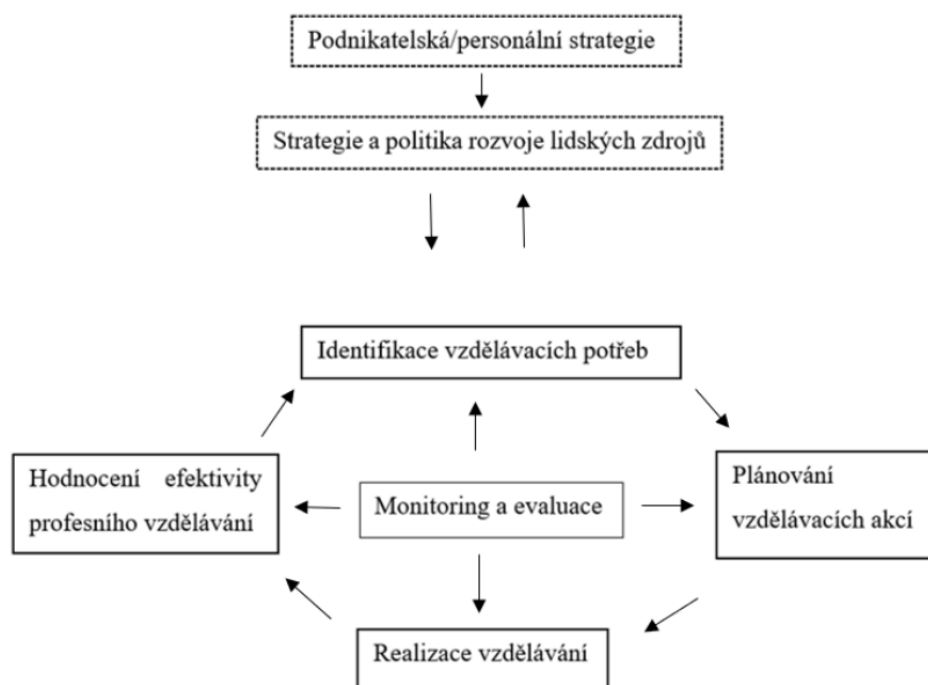 Podnikatelská/personální strategie
Strategie a politika rozvoje lidských zdrojů
Identifikace vzdělávacích potřeb
Hodnocení efektivity
profesního vzdělávání
Monitoring a evaluace
Plánování
vzdělávacích akcí
Realizace vzdělávání